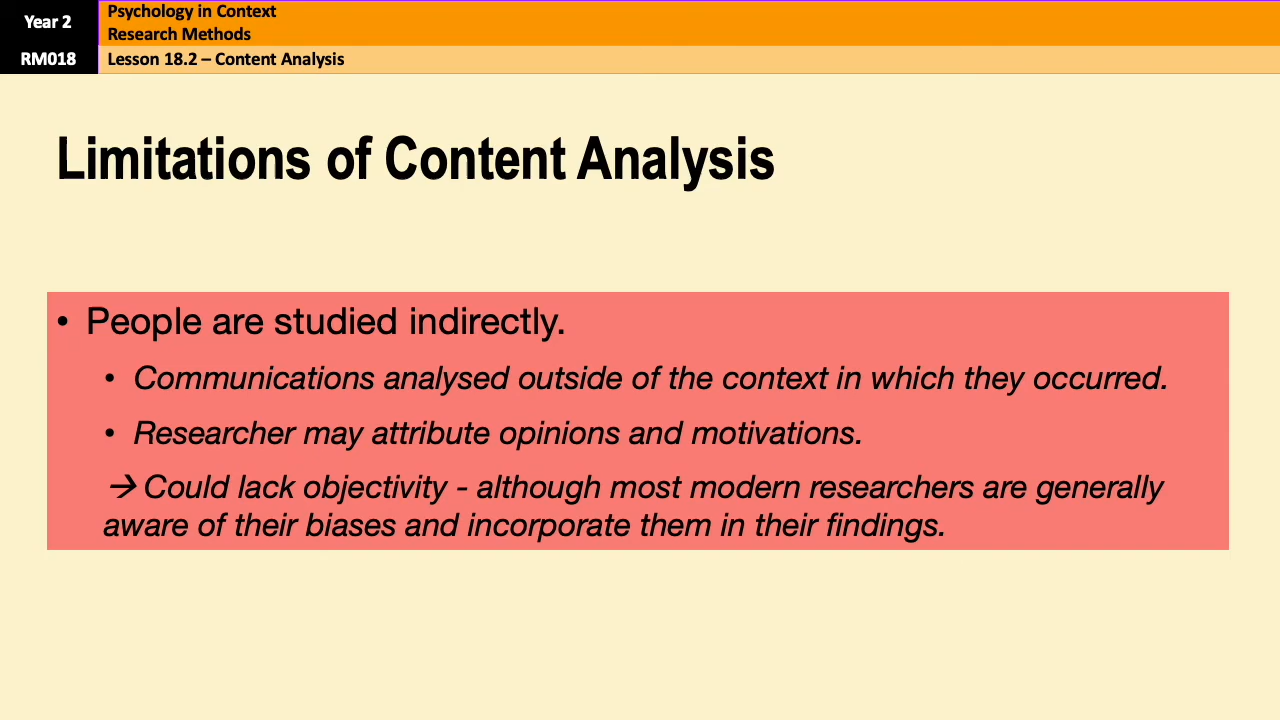 Year 2
Psychology in Context
Research Methods
RM018
Lesson 18.2 – Content Analysis
Limitations of Content Analysis
• People are studied indirectly.
• Communications analysed outside of the context in which they occurred.
• Researcher may attribute opinions and motivations.
→ Could lack objectivity - although most modern researchers are generally
aware of their biases and incorporate them in their findings.